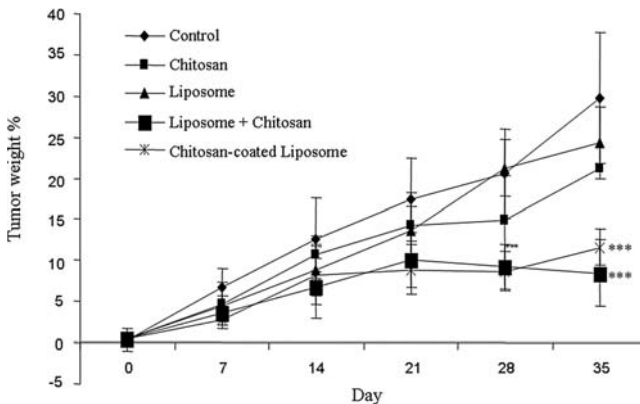 40
35
30
25
20
15
10
5
0
-5
Tumor weight %
Control
Chitosan
Liposome
Liposome + Chitosan
Chitosan-coated Liposome
***
***
0 7 14 21 28 35
Day